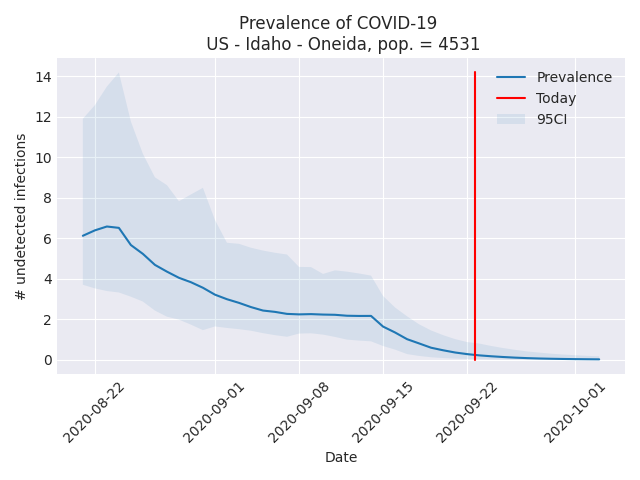 Prevalence of COVID-19
US - Idaho - Oneida, pop. = 4531
Prevalence
Today
95CI
# undetected infections
14
12
10
8
6
4
2
0
2020-08-22
2020-09-01
2020-09-08
2020-09-15
2020-09-22
2020-10-01
Date